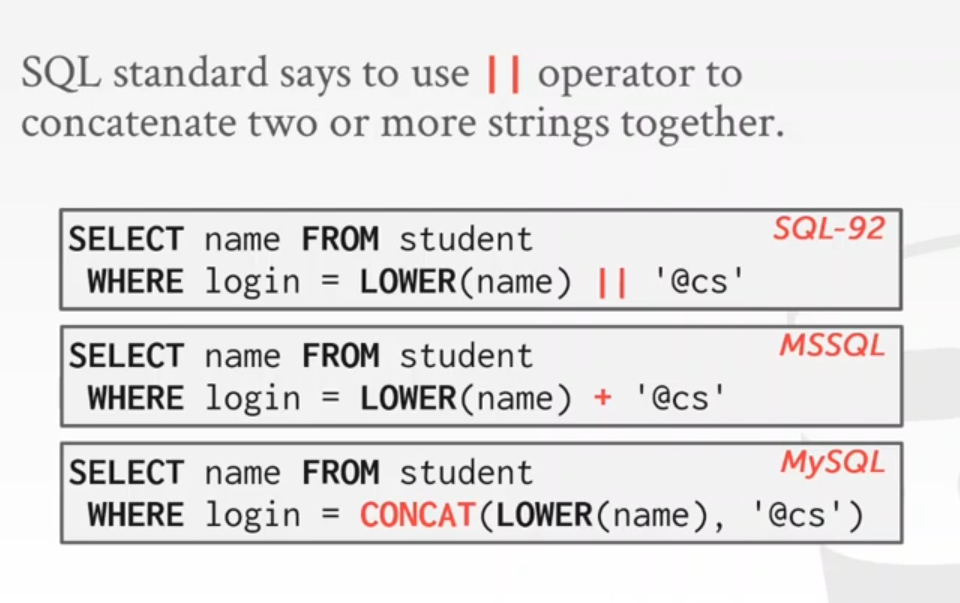 SQL standard says to use || operator to
concatenate two or more strings together.
SELECT name FROM student
SQL-92
WHERE login = LOWER(name) || '@cs'
SELECT name FROM student
MSSQL
WHERE login = LOWER(name) + '@cs'
SELECT name FROM student
MySQL
WHERE login = CONCAT(LOWER(name), '@cs')